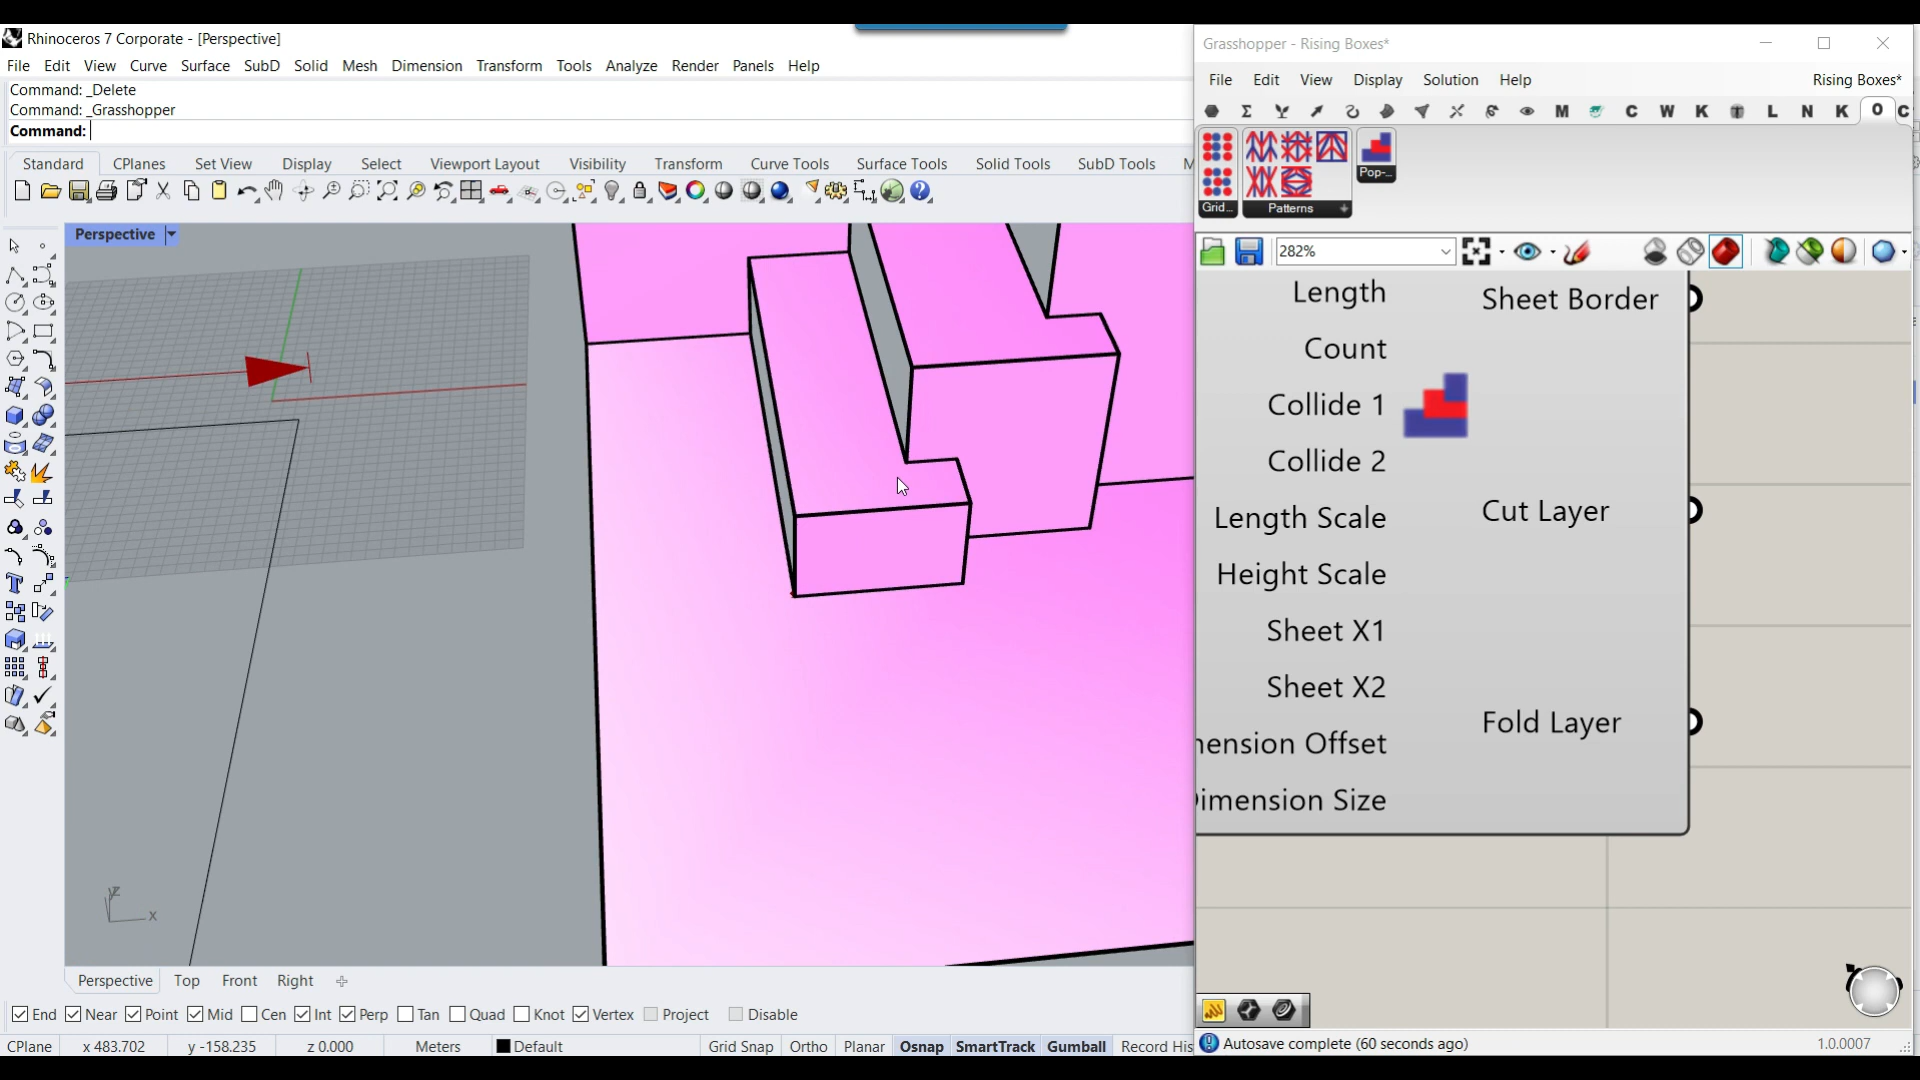 Rhinoceros 7 Corporate - [Perspective]
File Edit View Curve Surface SubD Solid Mesh Dimension Transform Tools Analyze Render Panels Help
Command: _Delete
Command: _Grasshopper
Command:
Standard CPlanes Set View Display Select Viewport Layout Visibility Transform Curve Tools Surface Tools Solid Tools SubD Tools M
Perspective
z x
Perspective Top Front Right
End Near Point Mid Cen Int Perp Tan Quad Knot Vertex Project Disable
CPlane x 483.702 y -158.235 z 0.000 Meters Default Grid Snap Ortho Planar Osnap SmartTrack Gumball Record His
Grasshopper - Rising Boxes*
File Edit View Display Solution Help Rising Boxes*
M C W K T L N K O C
Grid... Patterns Pop-...
282%
Length
Count
Collide 1
Collide 2
Length Scale
Height Scale
Sheet X1
Sheet X2
mension Offset
Dimension Size
Sheet Border
Cut Layer
Fold Layer
Autosave complete (60 seconds ago) 1.0.0007